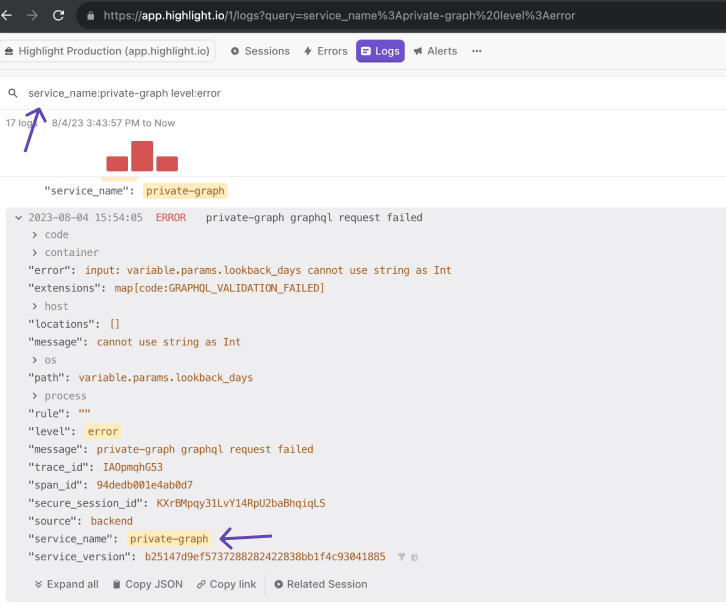 https://app.highlight.io/1/logs?query=service_name%3Aprivate-graph%20level%3Aerror
Highlight Production (app.highlight.io) Sessions Errors Logs Alerts ...
service_name:private-graph level:error
17 logs 8/4/23 3:43:57 PM to Now
"service_name": private-graph
2023-08-04 15:54:05 ERROR private-graph graphql request failed
code
container
"error": input: variable.params.lookback_days cannot use string as Int
"extensions": map[code:GRAPHQL_VALIDATION_FAILED]
host
"locations": []
"message": cannot use string as Int
os
"path": variable.params.lookback_days
process
"rule": ""
"level": error
"message": private-graph graphql request failed
"trace_id": IAOpmqhG53
"span_id": 94dedb001e4ab0d7
"secure_session_id": KXrBMpqy31LvY14RpU2baBhqiqLS
"source": backend
"service_name": private-graph
"service_version": b25147d9ef5737288282422838bb1f4c93041885
Expand all Copy JSON Copy link Related Session